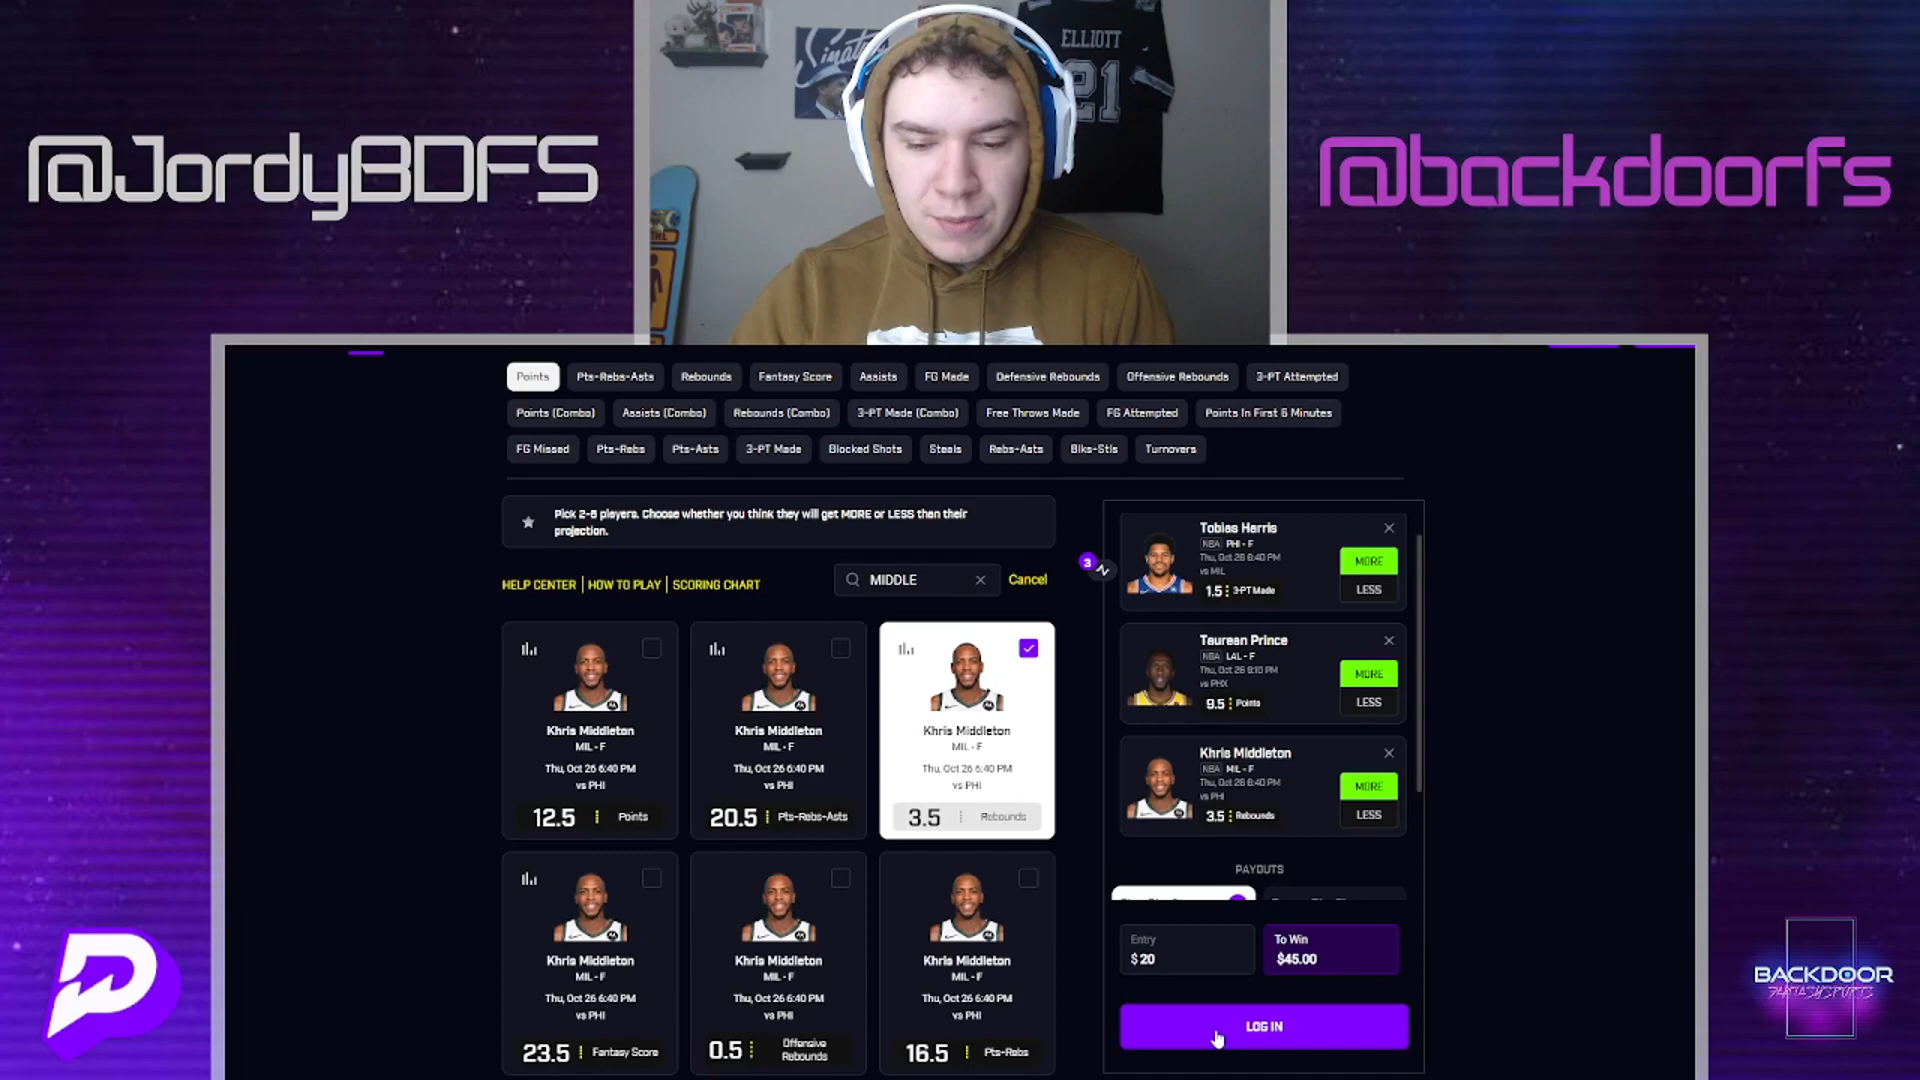 @JordyBDFS
ELLIOTT
21
@backdoorfs
Points
Pts-Rebs-Asts
Rebounds
Fantasy Score
Assists
FG Made
Defensive Rebounds
Offensive Rebounds
3-PT Attempted
Points (Combo)
Assists (Combo)
Rebounds (Combo)
3-PT Made (Combo)
Free Throws Made
FG Attempted
Points In First 6 Minutes
FG Missed
Pts-Rebs
Pts-Asts
3-PT Made
Blocked Shots
Steals
Rebs-Asts
Blks-Stls
Turnovers
Pick 2-6 players. Choose whether you think they will get MORE or LESS than their
projection.
HELP CENTER | HOW TO PLAY | SCORING CHART
MIDDLE
Cancel
Khris Middleton
MIL - F
Thu, Oct 26 6:40 PM
vs PHI
12.5 Points
Khris Middleton
MIL - F
Thu, Oct 26 6:40 PM
vs PHI
20.5 Pts-Rebs-Asts
Khris Middleton
MIL - F
Thu, Oct 26 6:40 PM
vs PHI
3.5 Rebounds
Khris Middleton
MIL - F
Thu, Oct 26 6:40 PM
vs PHI
23.5 Fantasy Score
Khris Middleton
MIL - F
Thu, Oct 26 6:40 PM
vs PHI
0.5 Offensive
Rebounds
Khris Middleton
MIL - F
Thu, Oct 26 6:40 PM
vs PHI
16.5 Pts-Rebs
3
Tobias Harris
NBA PHI - F
Thu, Oct 26 6:40 PM
vs MIL
1.5 3-PT Made
MORE
LESS
Taurean Prince
NBA LAL - F
Thu, Oct 26 9:10 PM
vs PHX
9.5 Points
MORE
LESS
Khris Middleton
NBA MIL - F
Thu, Oct 26 6:40 PM
vs PHI
3.5 Rebounds
MORE
LESS
PAYOUTS
Entry
$ 20
To Win
$45.00
LOG IN
BACKDOOR
FANTASY SPORTS